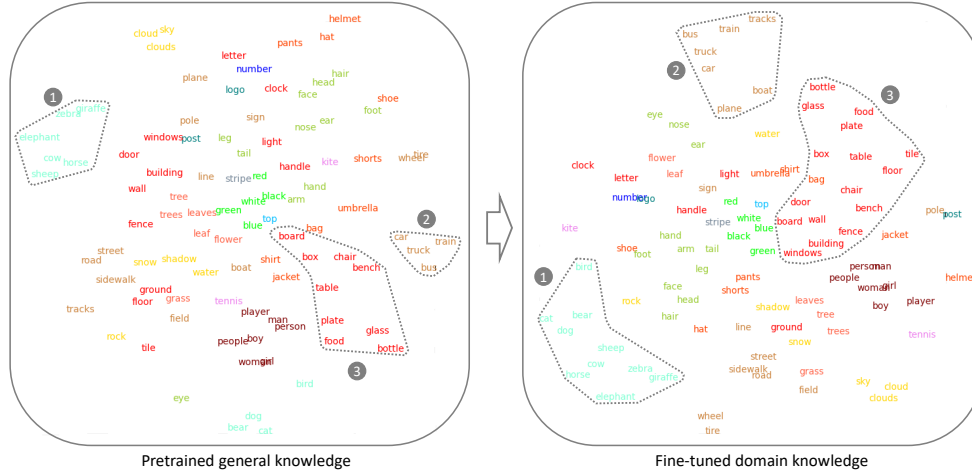 helmet
sky
cloud
hat
pants
clouds
letter
number
hair
plane
head
logo
clock
face
shoe
1
giraffe
zebra
foot
pole
sign
ear
nose
elephant
windows
post
leg
light
tire
door
tail
cow
horse
kite
shorts
wheel
handle
sheep
building
line
stripe
red
wall
hand
tree
black
white
arm
leaves
green
umbrella
trees
top
fence
blue
bag
2
leaf
flower
board
car
train
street
truck
road
snow
shadow
shirt
box
chair
water
boat
bench
bus
sidewalk
jacket
ground
table
floor
grass
tennis
tracks
player
field
man
plate
person
rock
glass
people
boy
food
tile
bottle
woman
girl
3
bird
eye
dog
bear
cat
Pretrained general knowledge
tracks
train
bus
truck
2
car
bottle
boat
3
glass
plane
food
eye
plate
nose
water
ear
box
table
tile
clock
flower
light
umbrella
shirt
floor
letter
leaf
bag
sign
chair
number
logo
red
door
handle
top
bench
pole
post
stripe
white
board
wall
kite
blue
fence
hand
black
jacket
shoe
arm
tail
green
building
foot
windows
1
bird
leg
person
man
people
pants
woman
girl
helmet
face
shorts
rock
head
leaves
boy
player
shadow
cat
bear
hair
tree
dog
hat
line
ground
trees
tennis
sheep
snow
cow
street
zebra
sidewalk
horse
giraffe
road
grass
sky
field
cloud
elephant
clouds
wheel
tire
Fine-tuned domain knowledge